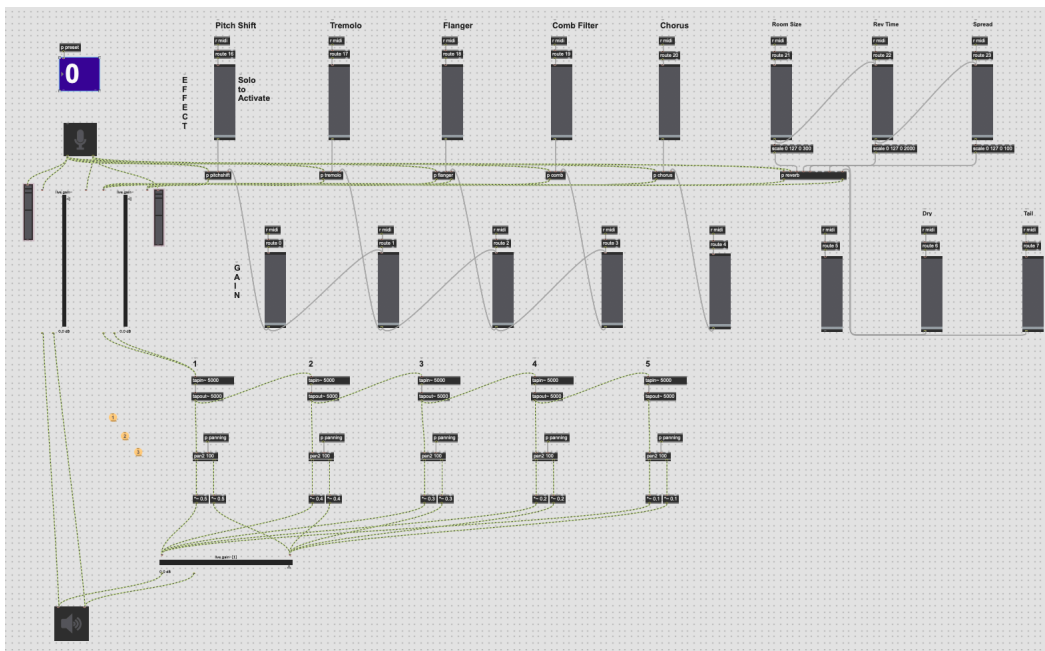 Pitch Shift
Tremolo
Flanger
Comb Filter
Chorus
Room Size
Rev Time
Spread
r midi
r midi
r midi
r midi
r midi
r midi
r midi
r midi
p preset
route 16
route 17
route 18
route 19
route 20
route 21
route 22
route 23
0
EFFECT
Solo
to
Activate
scale 0 127 0 300
scale 0 127 0 2000
scale 0 127 0 100
p pitchshift
p tremolo
p flanger
p comb
p chorus
p reverb
live.gain~
live.gain~
Dry
Tail
r midi
r midi
r midi
r midi
r midi
r midi
r midi
r midi
route 0
route 1
route 2
route 3
route 4
route 5
route 6
route 7
GAIN
0.0 dB
0.0 dB
1
2
3
4
5
tapin~ 5000
tapin~ 5000
tapin~ 5000
tapin~ 5000
tapin~ 5000
tapout~ 5000
tapout~ 5000
tapout~ 5000
tapout~ 5000
tapout~ 5000
p panning
p panning
p panning
p panning
p panning
pan2 100
pan2 100
pan2 100
pan2 100
pan2 100
*~ 0.5
*~ 0.5
*~ 0.4
*~ 0.4
*~ 0.3
*~ 0.3
*~ 0.2
*~ 0.2
*~ 0.1
*~ 0.1
live.gain~ [1]
0.0 dB